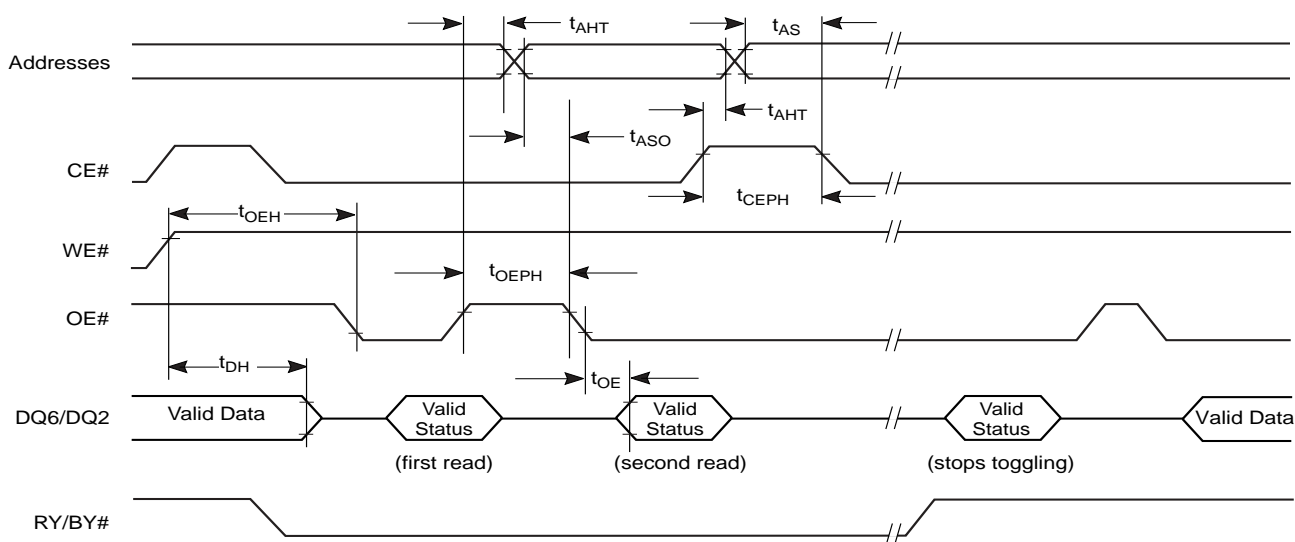 tAHT
tAS
Addresses
tAHT
tASO
CE#
tCEPH
tOEH
WE#
tOEPH
OE#
tDH
tOE
DQ6/DQ2
Valid Data
Valid
Status
Valid
Status
Valid
Status
Valid Data
(first read)
(second read)
(stops toggling)
RY/BY#